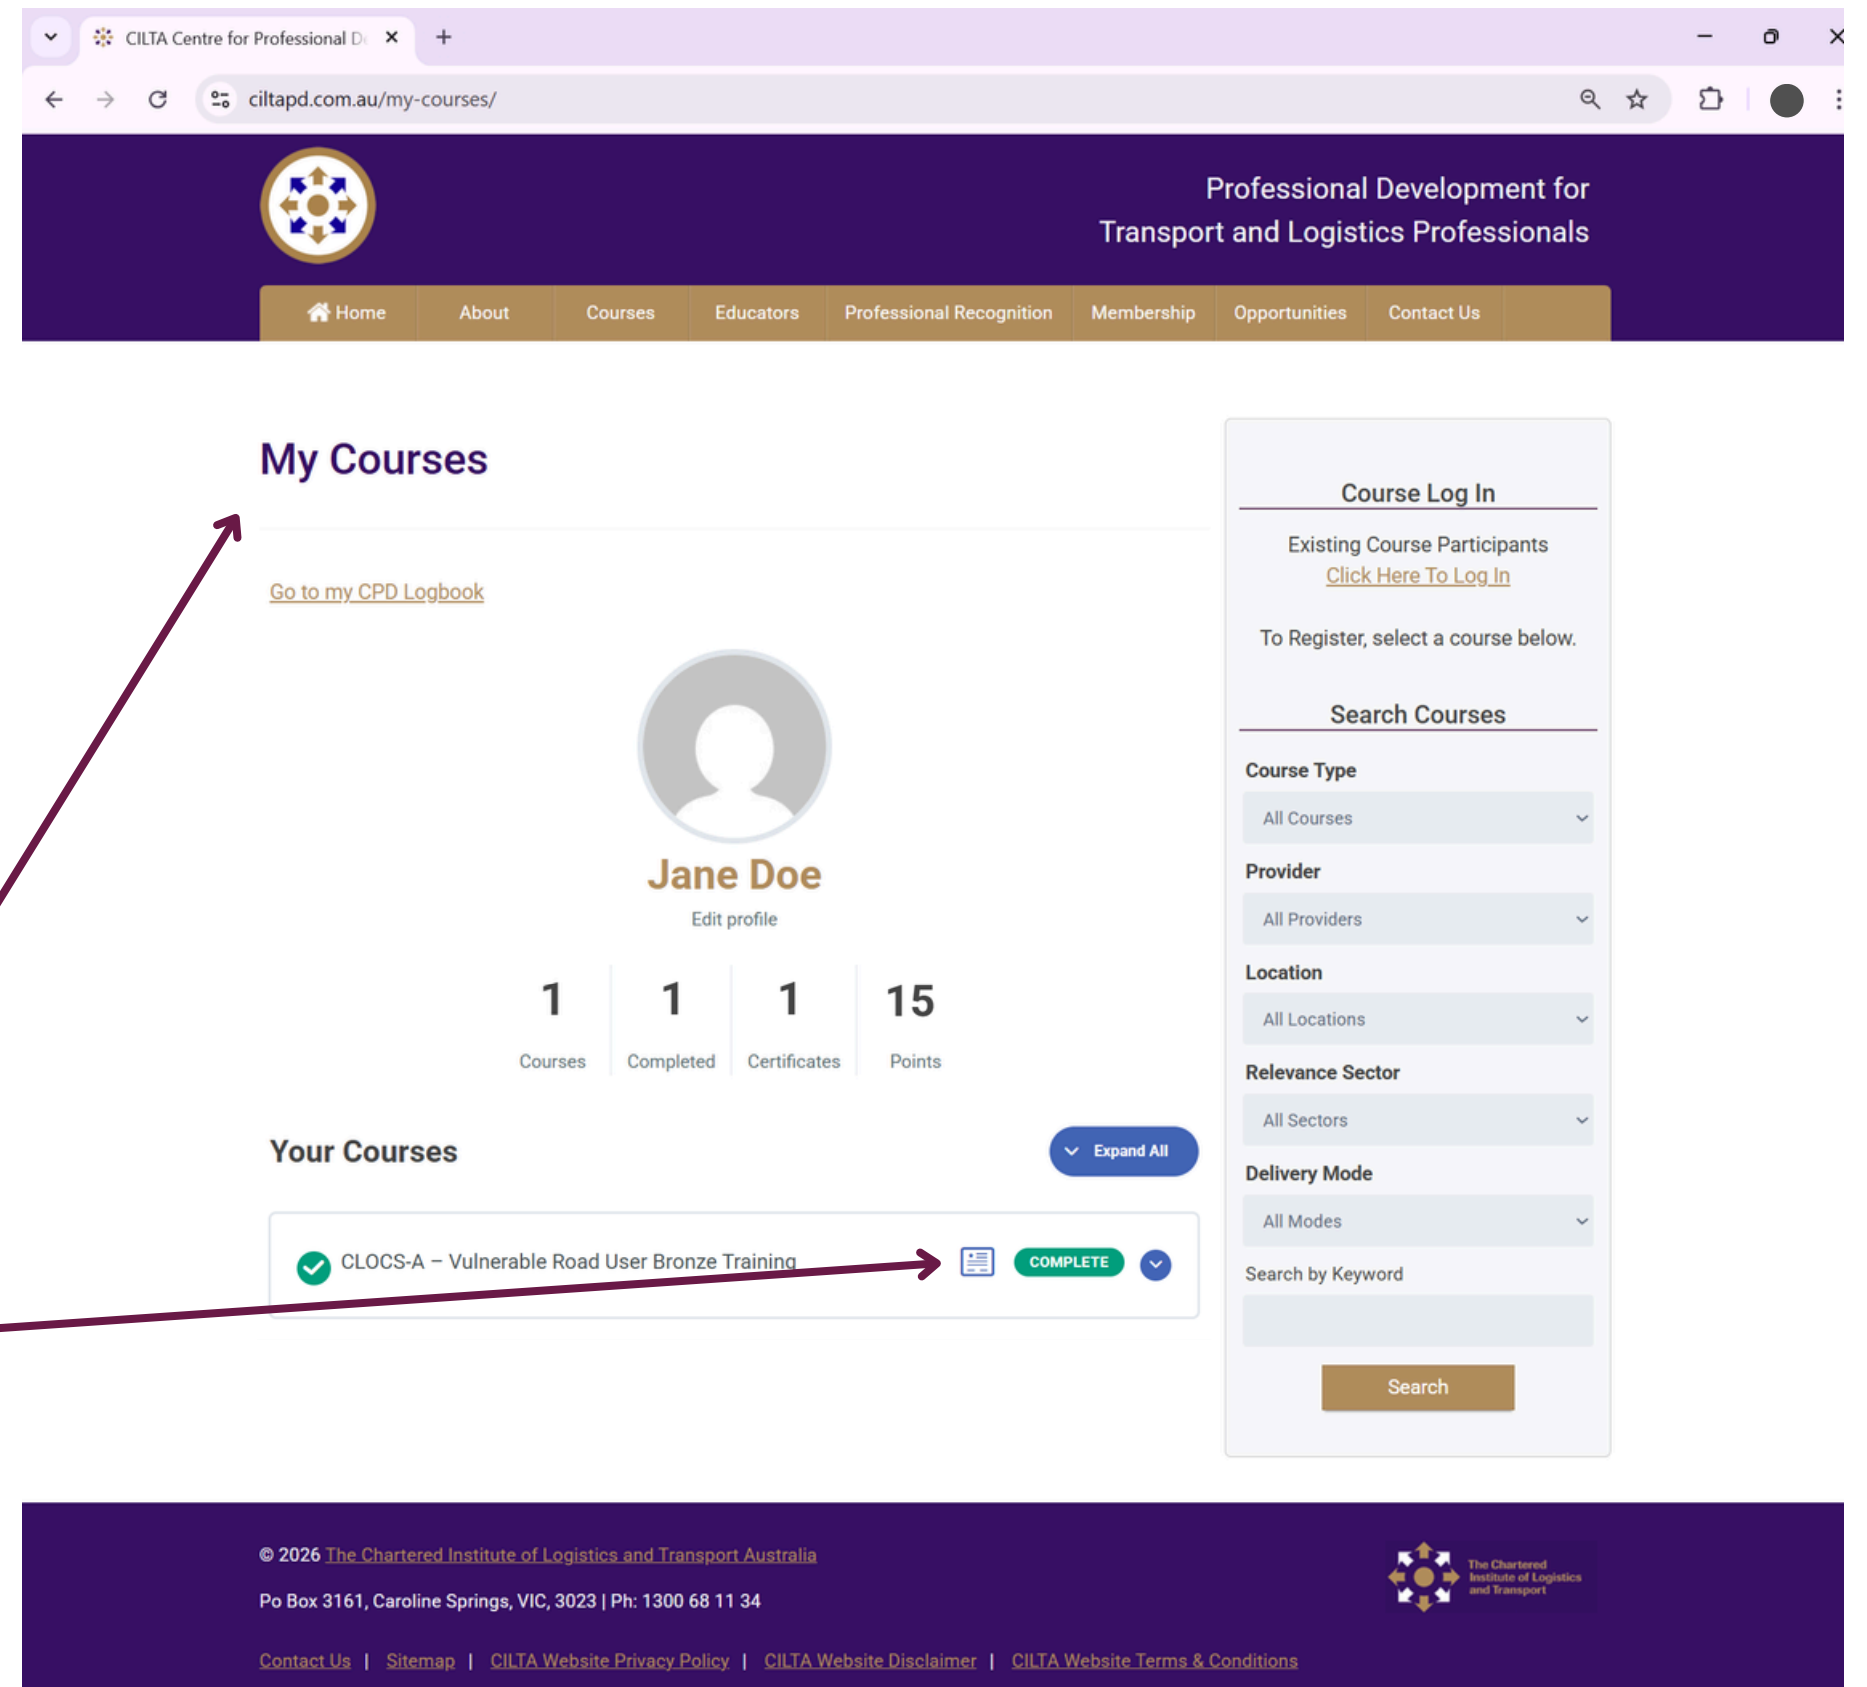 CILTA Centre for Professional De
ciltapd.com.au/my-courses/
Professional Development for
Transport and Logistics Professionals
Home About Courses Educators Professional Recognition Membership Opportunities Contact Us
My Courses
Go to my CPD Logbook
Jane Doe
Edit profile
1 1 1 15
Courses Completed Certificates Points
Your Courses
Expand All
CLOCS-A – Vulnerable Road User Bronze Training
COMPLETE
Course Log In
Existing Course Participants
Click Here To Log In
To Register, select a course below.
Search Courses
Course Type
All Courses
Provider
All Providers
Location
All Locations
Relevance Sector
All Sectors
Delivery Mode
All Modes
Search by Keyword
Search
© 2026 The Chartered Institute of Logistics and Transport Australia
Po Box 3161, Caroline Springs, VIC, 3023 | Ph: 1300 68 11 34
Contact Us | Sitemap | CILTA Website Privacy Policy | CILTA Website Disclaimer | CILTA Website Terms & Conditions
The Chartered
Institute of Logistics
and Transport